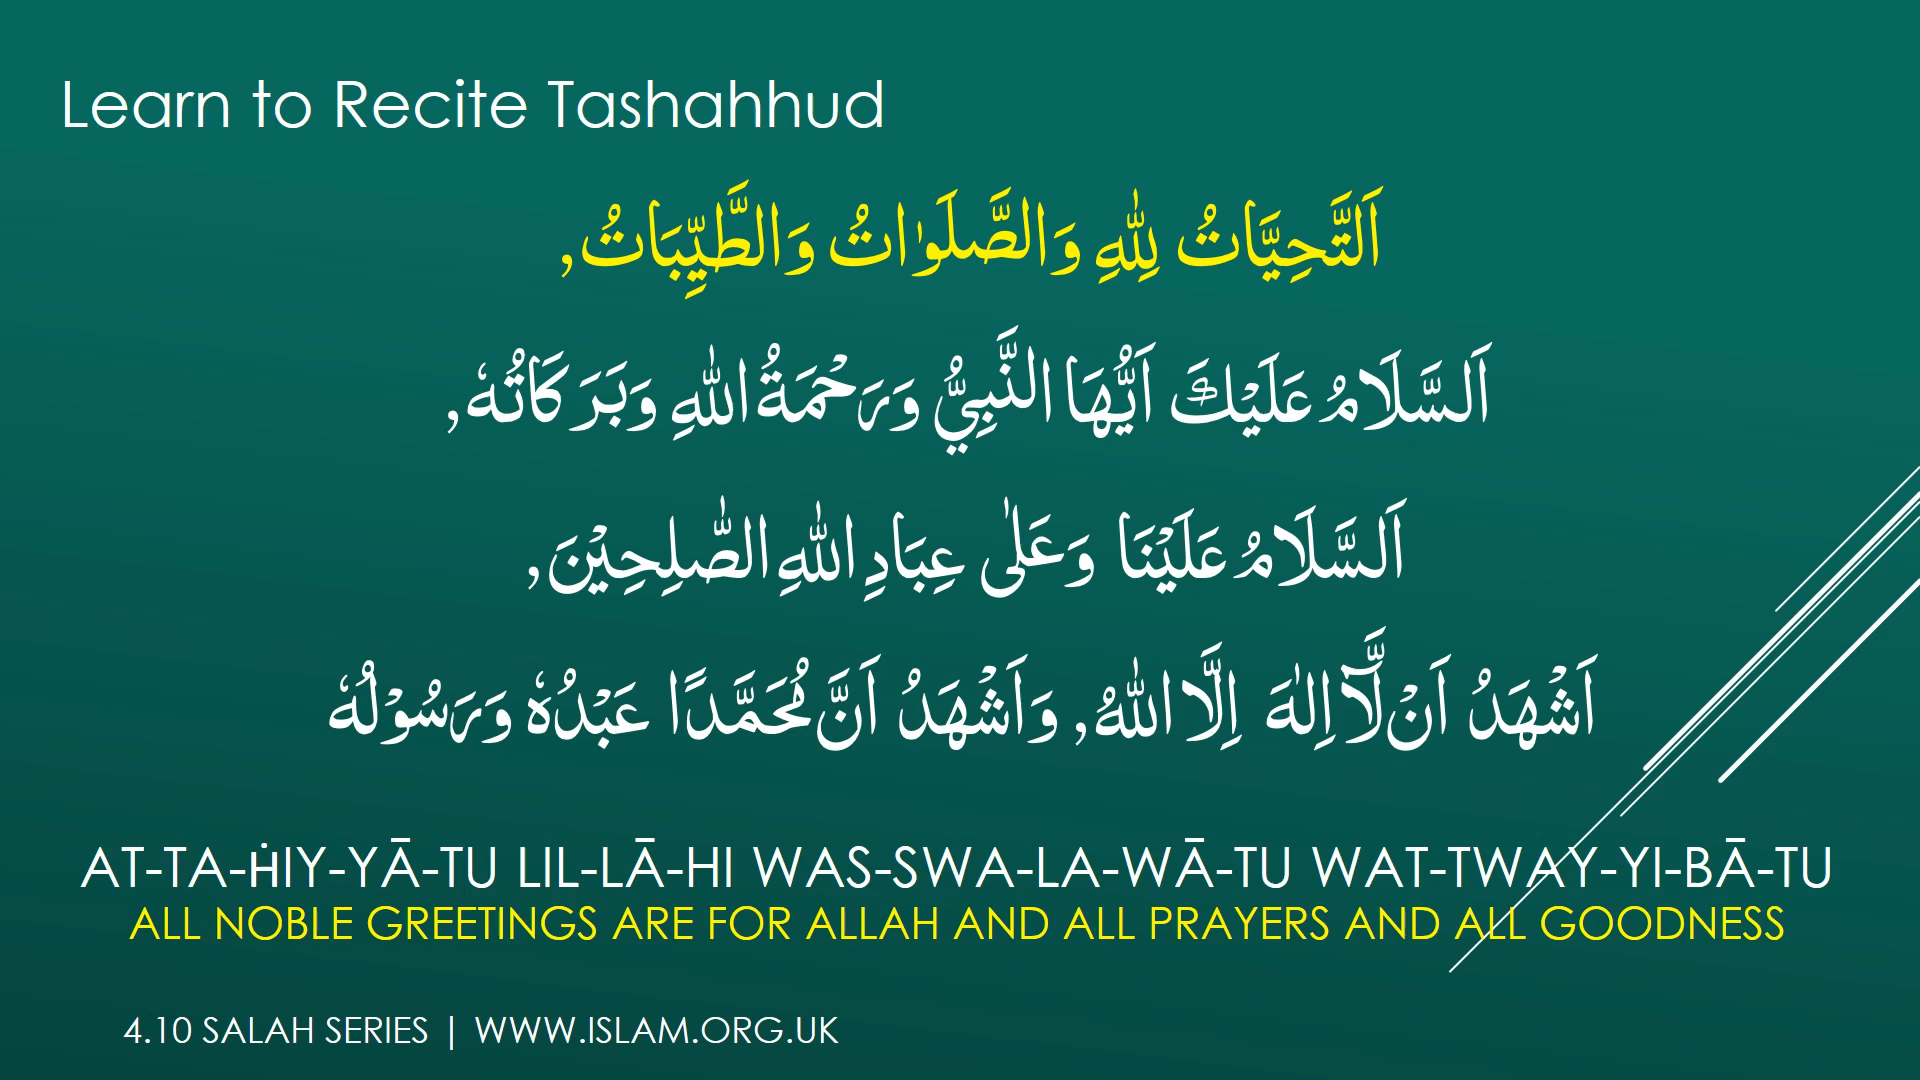 Learn to Recite Tashahhud
اَلتَّحِيَّاتُ لِلّٰهِ وَالصَّلَوٰاتُ وَالطَّيِّبَاتُ,
اَلسَّلَامُ عَلَيْكَ اَيُّهَا النَّبِيُّ وَرَحْمَةُ اللّٰهِ وَبَرَكَاتُهٗ,
اَلسَّلَامُ عَلَيْنَا وَعَلٰى عِبَادِ اللّٰهِ الصّٰلِحِيْنَ,
اَشْهَدُ اَنْ لَّآ اِلٰهَ اِلَّا اللّٰهُ, وَاَشْهَدُ اَنَّ مُحَمَّدًا عَبْدُهٗ وَرَسُوْلُهٗ
AT-TA-ḢIY-YĀ-TU LIL-LĀ-HI WAS-SWA-LA-WĀ-TU WAT-TWAY-YI-BĀ-TU
ALL NOBLE GREETINGS ARE FOR ALLAH AND ALL PRAYERS AND ALL GOODNESS
4.10 SALAH SERIES | WWW.ISLAM.ORG.UK